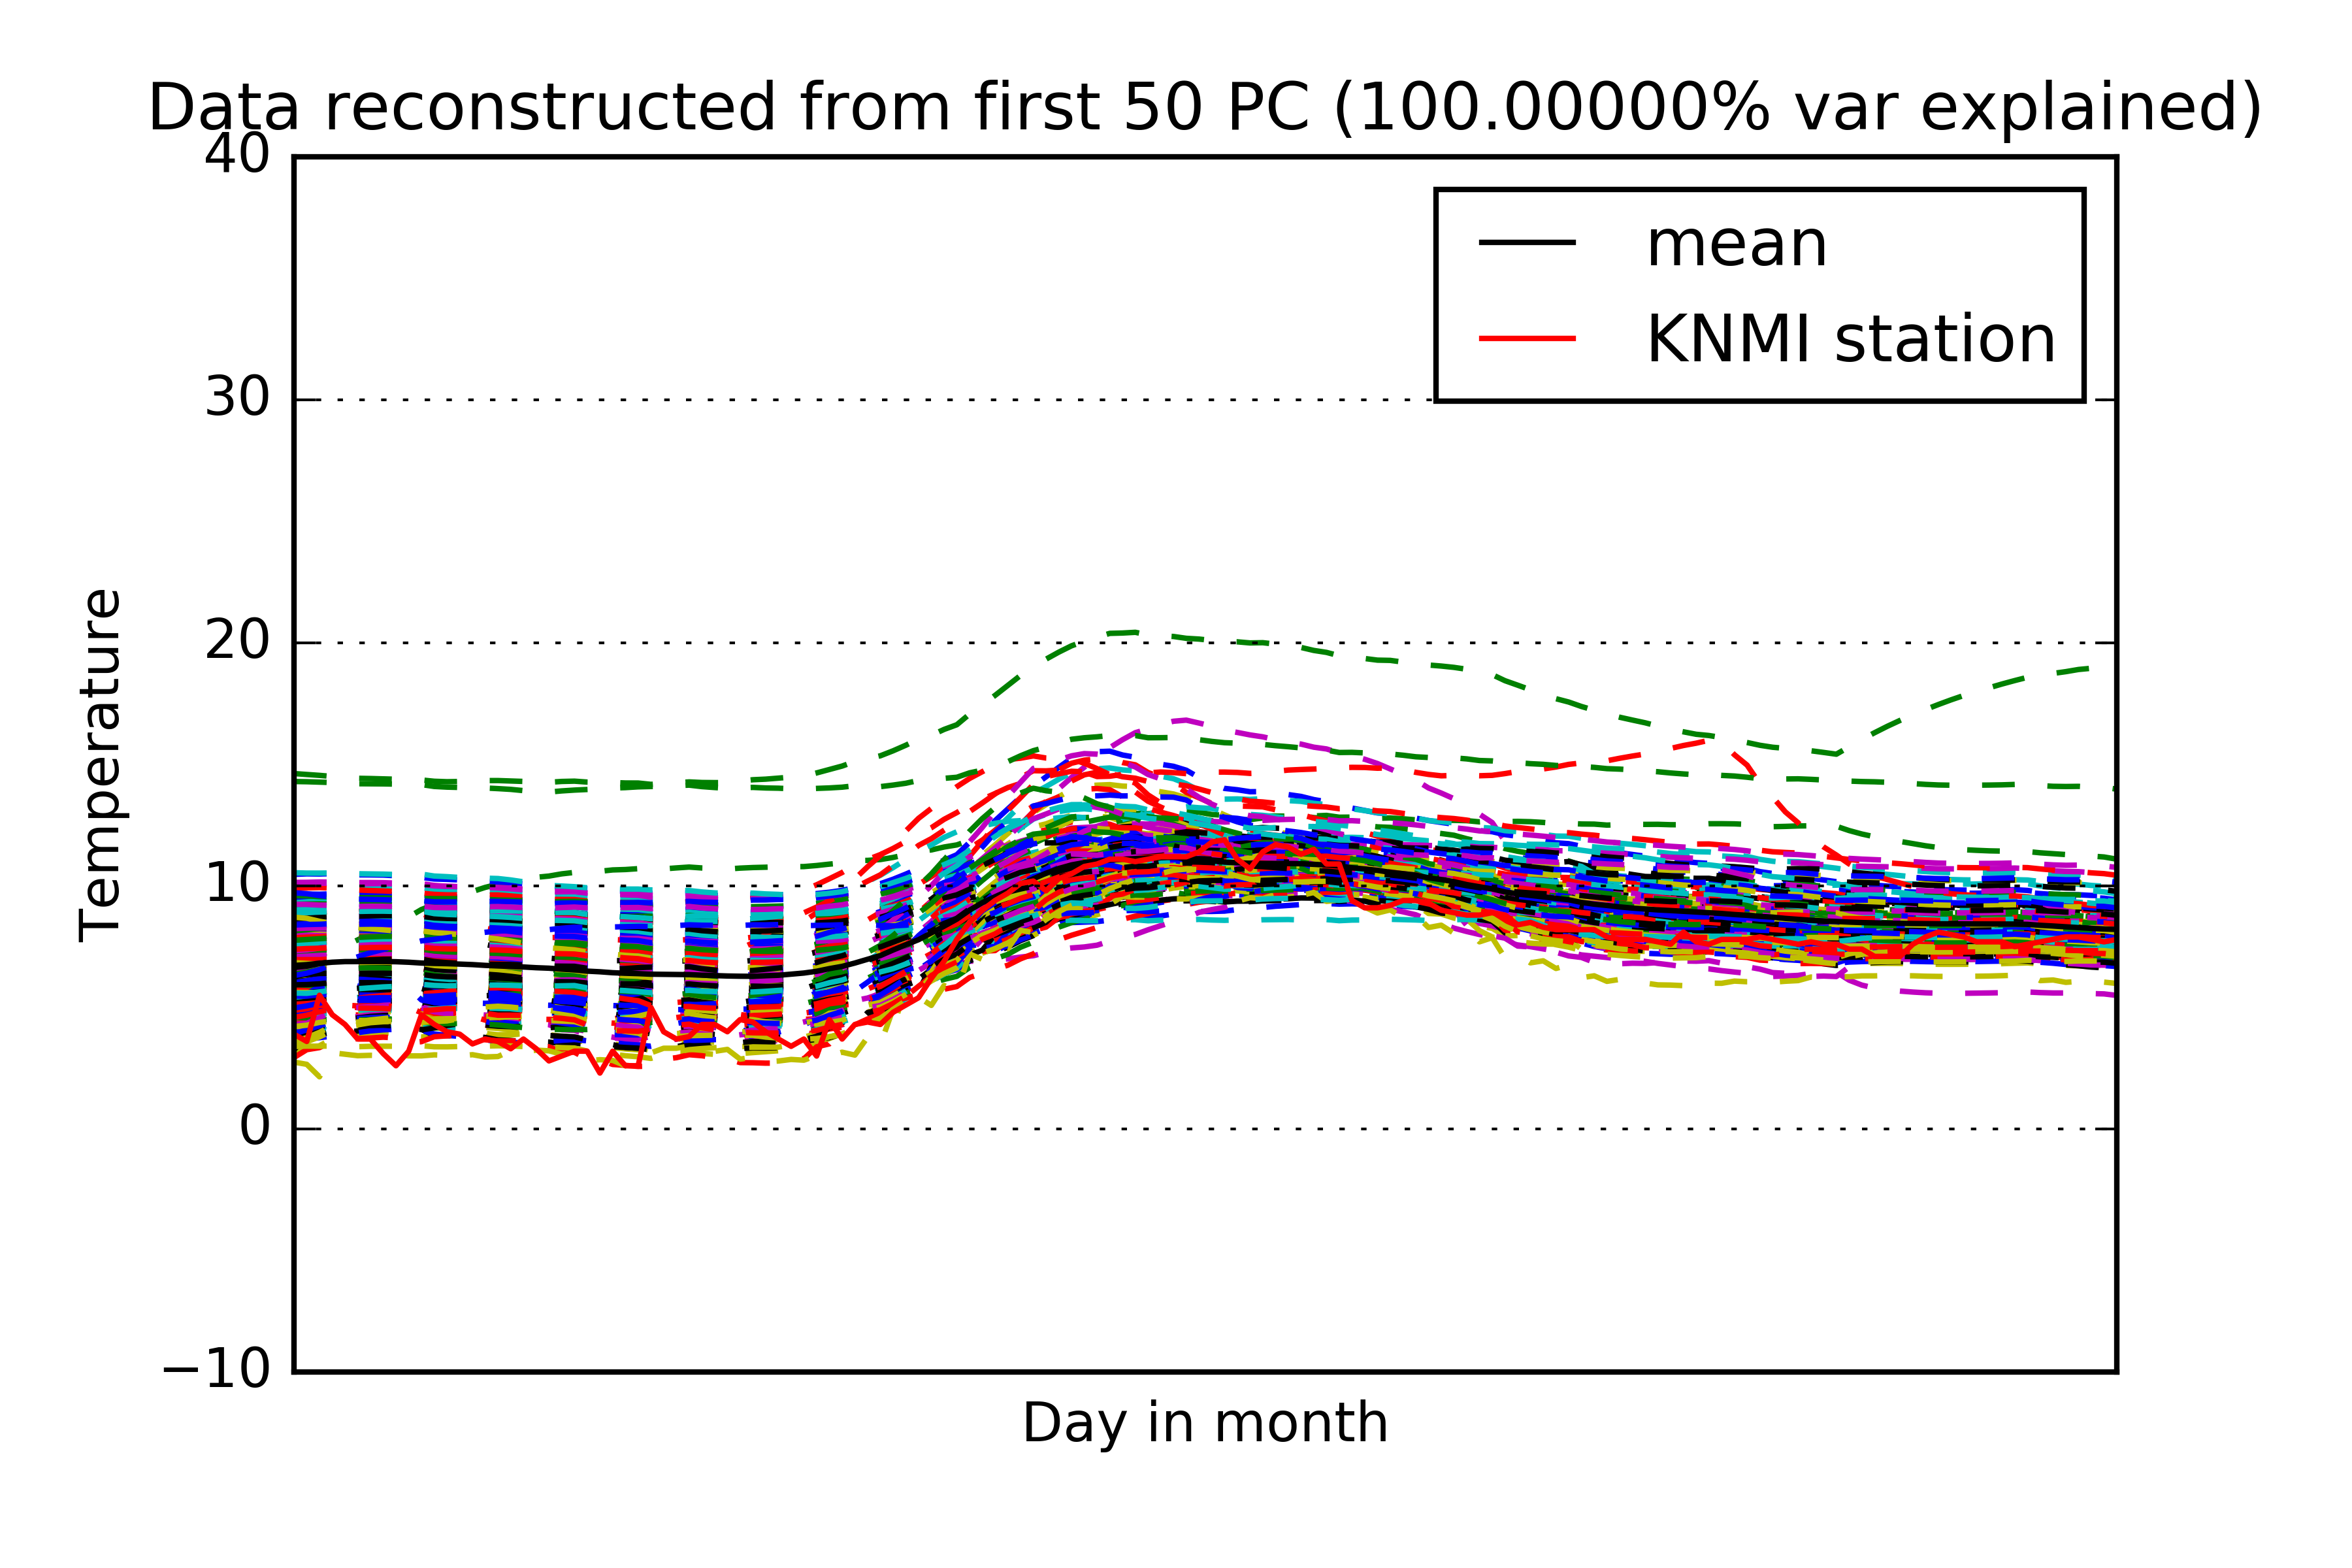 Data reconstructed from first 50 PC (100.00000% var explained)
40
30
20
10
0
−10
Temperature
mean
KNMI station
Day in month